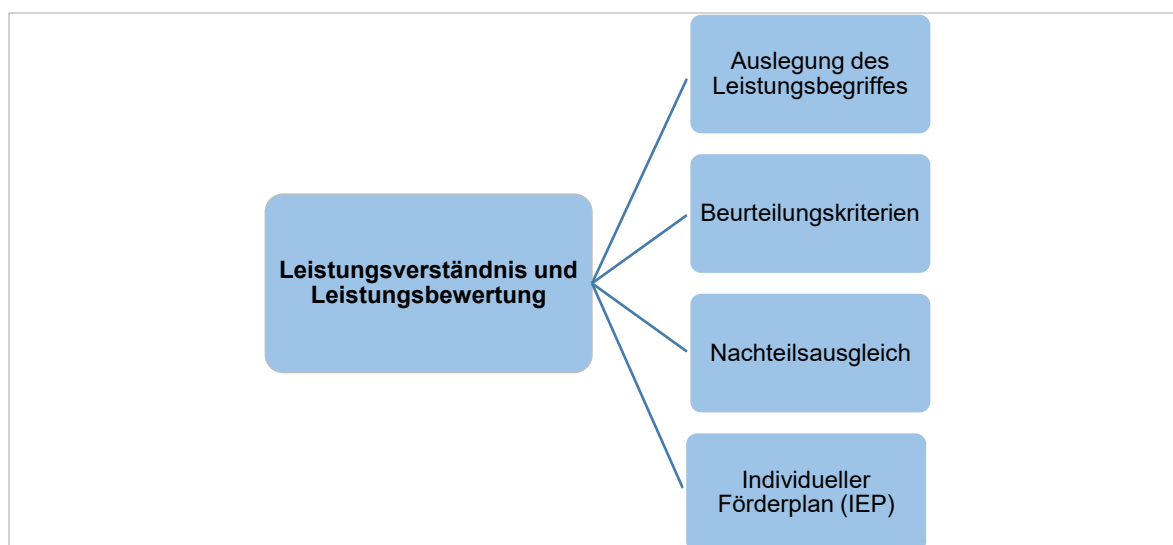 Auslegung des
Leistungsbegriffes
Beurteilungskriterien
Leistungsverständnis und
Leistungsbewertung
Nachteilsausgleich
Individueller
Förderplan (IEP)